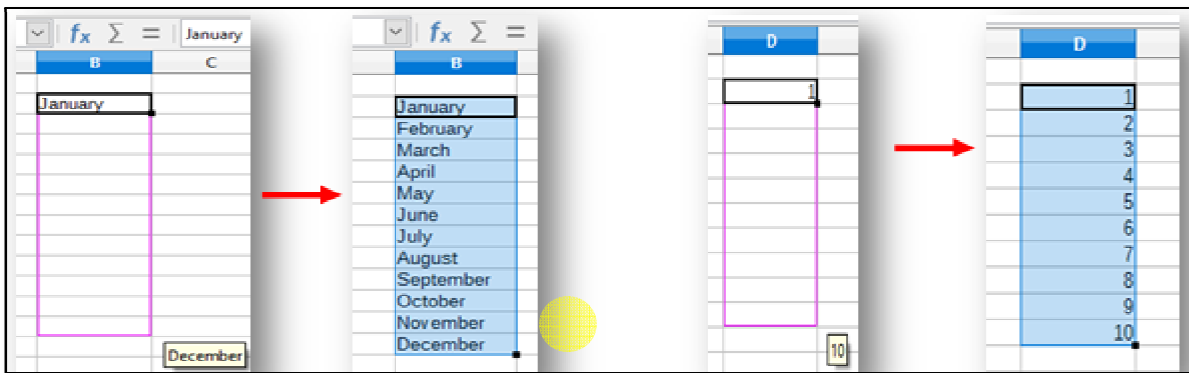 fx Σ = January
B C
January
December
fx Σ =
B
January
February
March
April
May
June
July
August
September
October
November
December
D
1
10
D
1
2
3
4
5
6
7
8
9
10